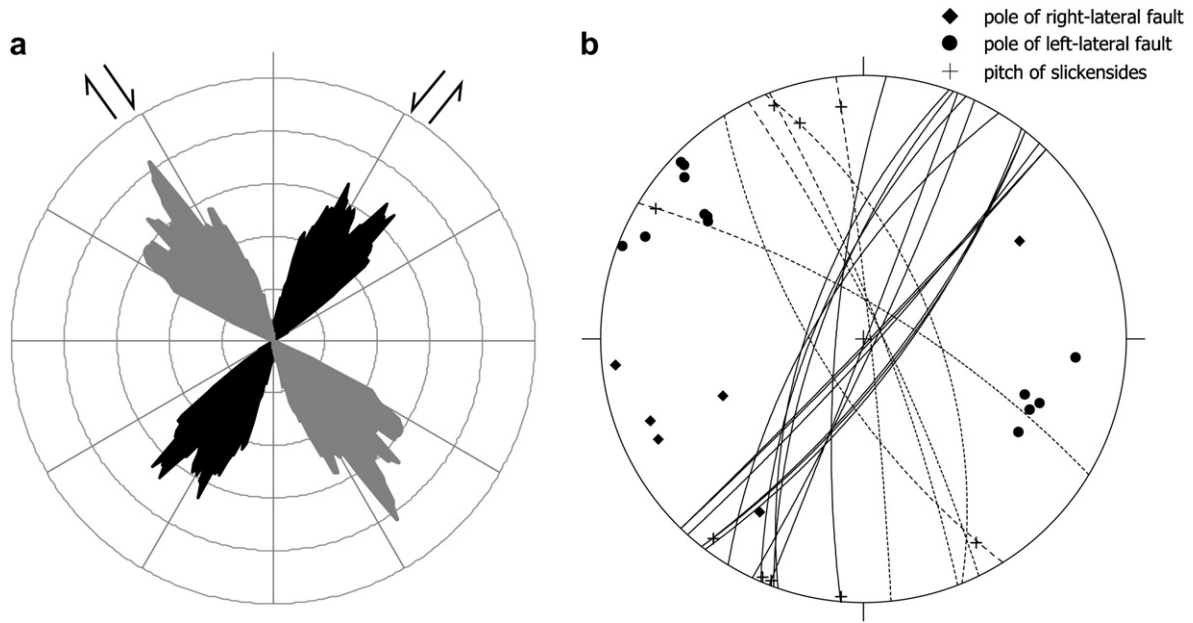 a
b
pole of right-lateral fault
pole of left-lateral fault
pitch of slickensides